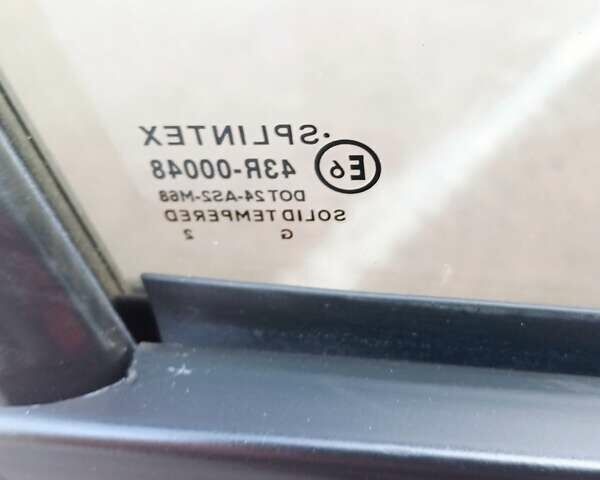 .SPLINTEX
E6 43R-00048
DOT24-AS2-M68
SOLID TEMPERED
G 2